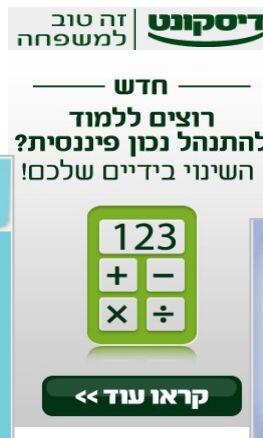 דיסקונט | זה טוב
למשפחה
חדש
רוצים ללמוד
להתנהל נכון פיננסית?
השינוי בידיים שלכם!
123
+ −
× ÷
קראו עוד >>